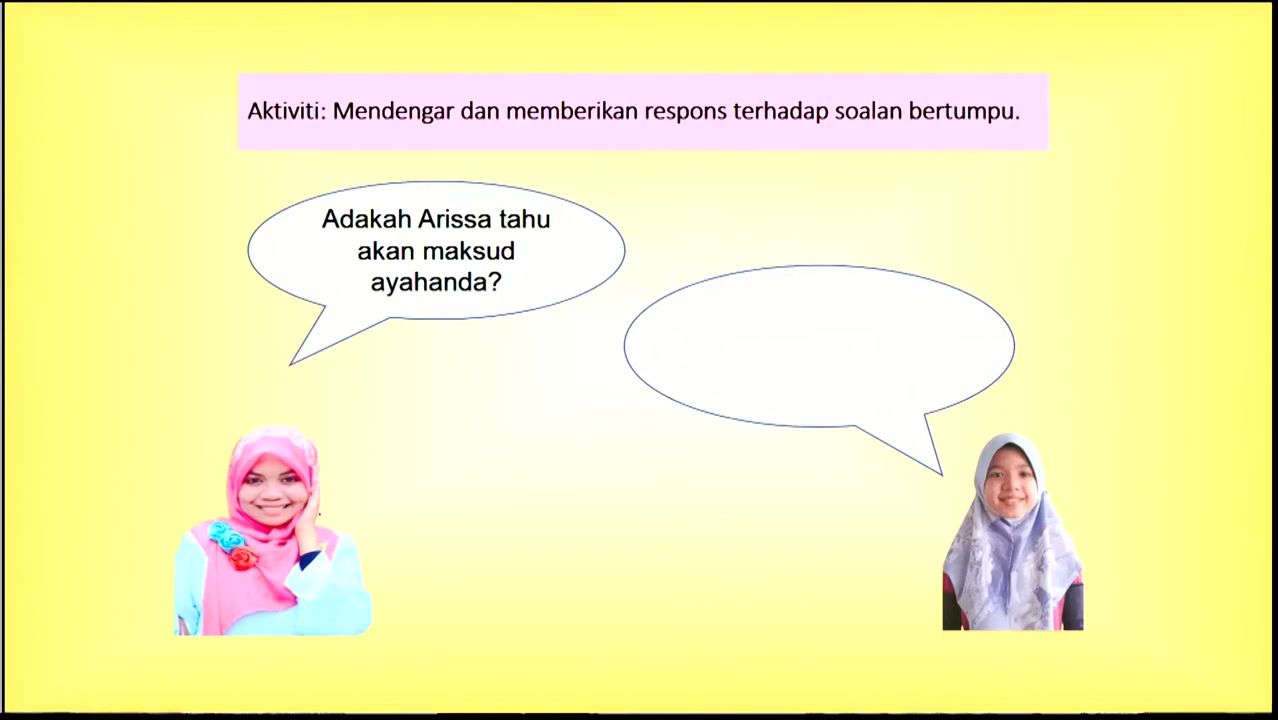 Aktiviti: Mendengar dan memberikan respons terhadap soalan bertumpu.
Adakah Arissa tahu
akan maksud
ayahanda?